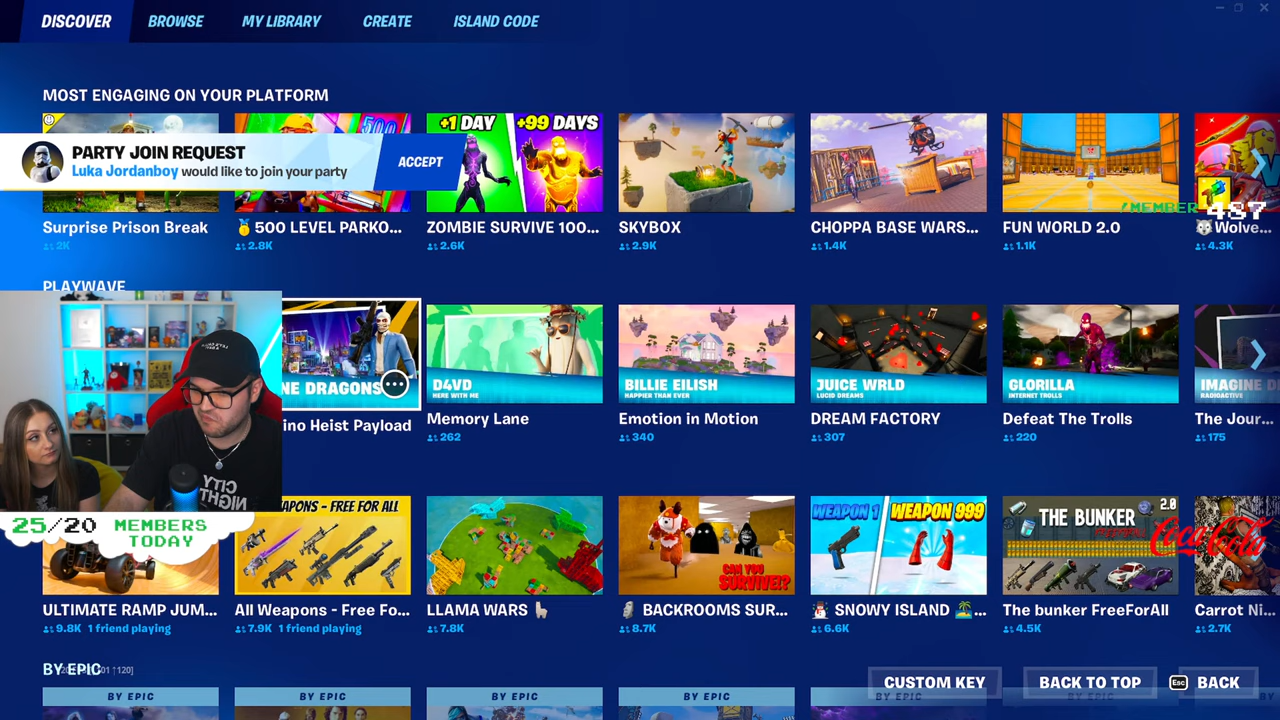 DISCOVER
BROWSE
MY LIBRARY
CREATE
ISLAND CODE
MOST ENGAGING ON YOUR PLATFORM
PARTY JOIN REQUEST
Luka Jordanboy would like to join your party
ACCEPT
500
+1 DAY
+99 DAYS
MEMBER 487
Surprise Prison Break
500 LEVEL PARKO...
ZOMBIE SURVIVE 100...
SKYBOX
CHOPPA BASE WARS...
FUN WORLD 2.0
Wolve...
2K
2.8K
2.6K
2.9K
1.4K
1.1K
4.3K
PLAYWAVE
NE DRAGONS
D4VD
HERE WITH ME
BILLIE EILISH
HAPPIER THAN EVER
JUICE WRLD
LUCID DREAMS
GLORILLA
INTERNET TROLLS
IMAGINE D
RADIOACTIVE
ino Heist Payload
Memory Lane
Emotion in Motion
DREAM FACTORY
Defeat The Trolls
The Jour...
262
340
307
220
175
CITY
NIGHT
25/20 MEMBERS
TODAY
WEAPONS - FREE FOR ALL
CAN YOU
SURVIVE!?
WEAPON 1
WEAPON 999
THE BUNKER
2.0
Coca-Cola
ULTIMATE RAMP JUM...
All Weapons - Free Fo...
LLAMA WARS
BACKROOMS SUR...
SNOWY ISLAND ...
The bunker FreeForAll
Carrot Ni...
9.8K 1 friend playing
7.9K 1 friend playing
7.8K
8.7K
6.6K
4.5K
2.7K
BY EPIC
CUSTOM KEY
BACK TO TOP
Esc BACK
BY EPIC
BY EPIC
BY EPIC
BY EPIC
BY EPIC